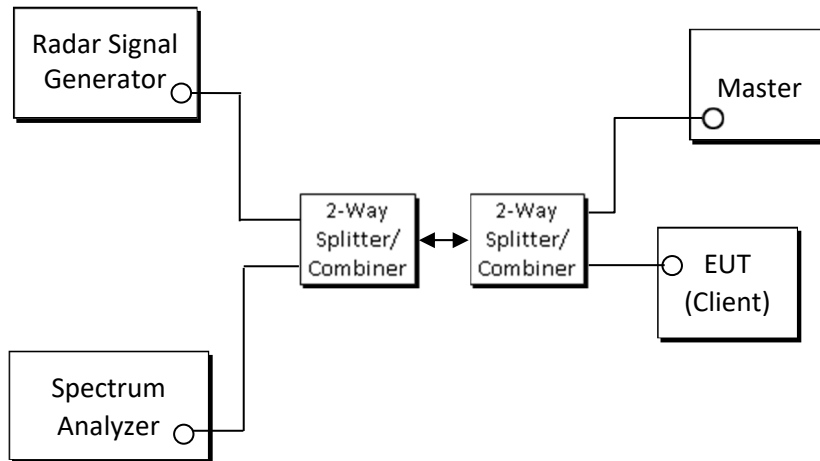 Radar Signal
Generator
Master
2-Way
Splitter/
Combiner
2-Way
Splitter/
Combiner
EUT
(Client)
Spectrum
Analyzer